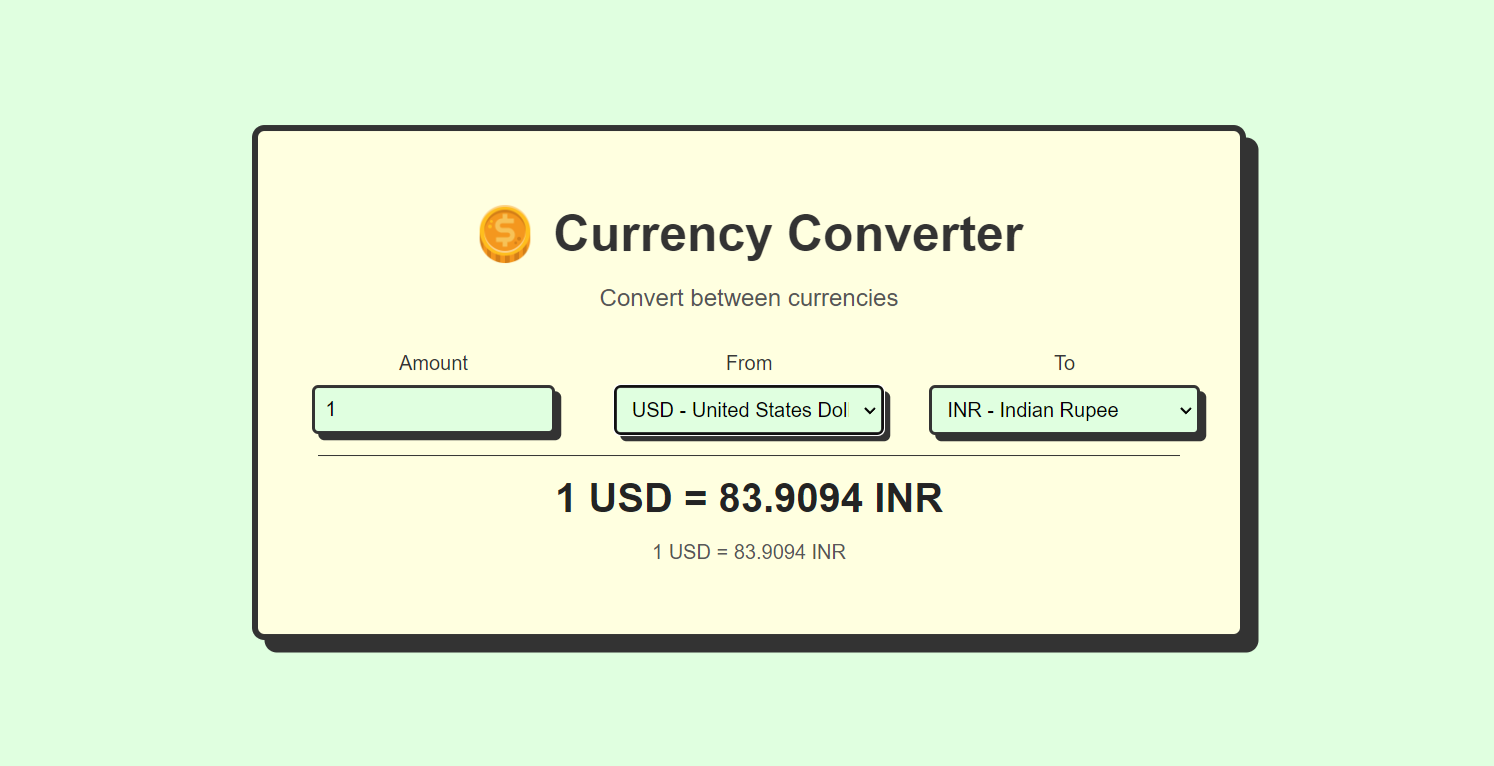 Currency Converter
Convert between currencies
Amount From To
1 USD - United States Dol INR - Indian Rupee
1 USD = 83.9094 INR
1 USD = 83.9094 INR